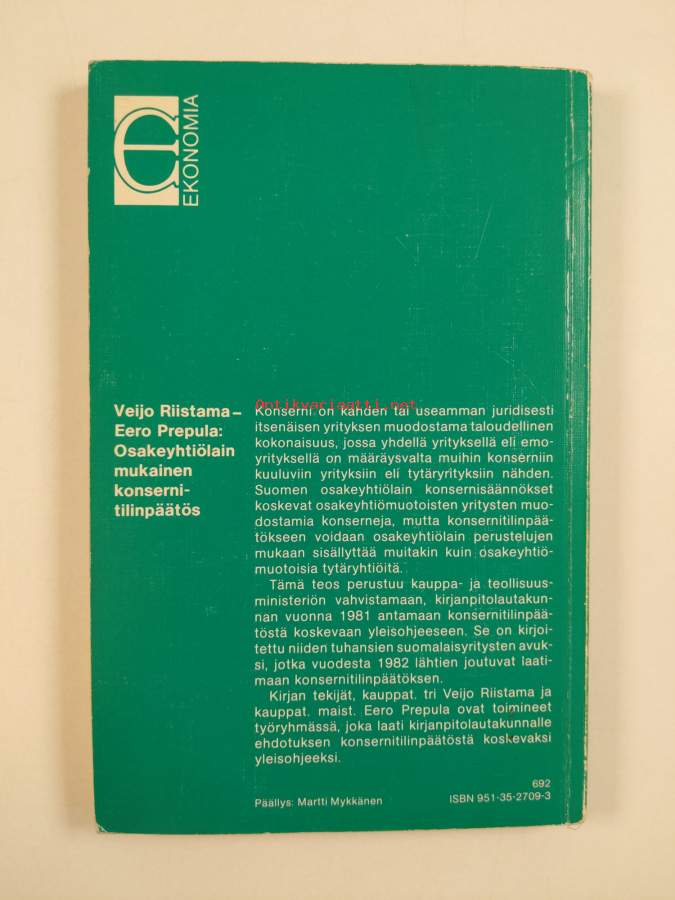 EKONOMIA
Veijo Riistama –
Eero Prepula:
Osakeyhtiölain
mukainen
konserni-
tilinpäätös
Antikvariaatti.net
Konserni on kahden tai useamman juridisesti
itsenäisen yrityksen muodostama taloudellinen
kokonaisuus, jossa yhdellä yrityksellä eli emo-
yrityksellä on määräysvalta muihin konserniin
kuuluviin yrityksiin eli tytäryrityksiin nähden.
Suomen osakeyhtiölain konsernisäännökset
koskevat osakeyhtiömuotoisten yritysten muo-
dostamia konserneja, mutta konsernitilinpää-
tökseen voidaan osakeyhtiölain perustelujen
mukaan sisällyttää muitakin kuin osakeyhtiö-
muotoisia tytäryhtiöitä.
Tämä teos perustuu kauppa- ja teollisuus-
ministeriön vahvistamaan, kirjanpitolautakun-
nan vuonna 1981 antamaan konsernitilinpää-
töstä koskevaan yleisohjeeseen. Se on kirjoi-
tettu niiden tuhansien suomalaisyritysten avuk-
si, jotka vuodesta 1982 lähtien joutuvat laati-
maan konsernitilinpäätöksen.
Kirjan tekijät, kauppat. tri Veijo Riistama ja
kauppat. maist. Eero Prepula ovat toimineet
työryhmässä, joka laati kirjanpitolautakunnalle
ehdotuksen konsernitilinpäätöstä koskevaksi
yleisohjeeksi.
692
Päällys: Martti Mykkänen ISBN 951-35-2709-3